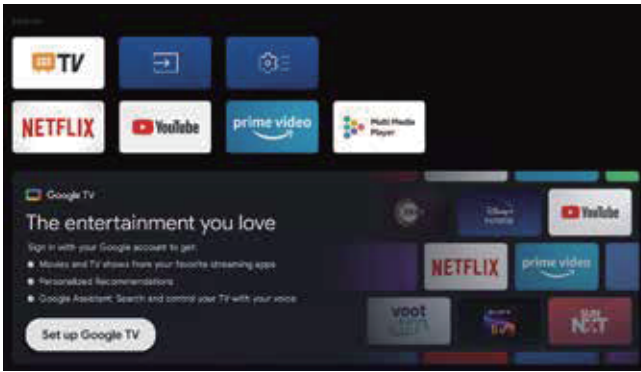 TV
NETFLIX
YouTube
prime video
Multi Media
Player
Google TV
The entertainment you love
Sign in with your Google account to get:
Movies and TV shows from your favorite streaming apps
Personalized Recommendations
Google Assistant: Search and control your TV with your voice
Set up Google TV
Disney+
YouTube
NETFLIX
prime video
voot
SUN
NXT